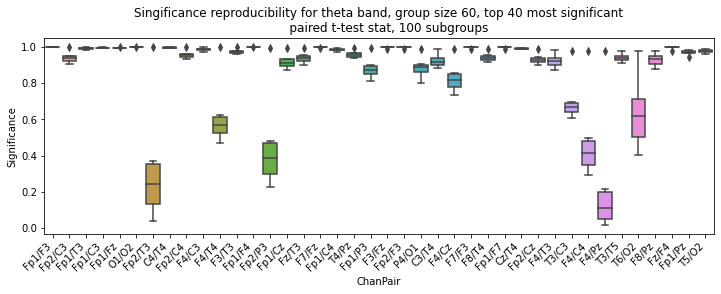 Singificance reproducibility for theta band, group size 60, top 40 most significant
paired t-test stat, 100 subgroups
Significance
1.0
0.8
0.6
0.4
0.2
0.0
Fp1/F3
Fp2/C3
Fp1/T3
Fp1/C3
Fp1/Fz
O1/O2
Fp2/T3
C4/T4
Fp2/C4
F4/C3
F4/T4
F3/T3
Fp1/F4
Fp2/P3
Fp1/Cz
Fz/T3
F7/Fz
Fp1/C4
T4/Pz
Fp1/P3
F3/Fz
Fp2/F3
P4/O1
C3/T4
F4/Cz
F7/F3
F8/T4
Fp1/F7
Cz/T4
Fp2/Cz
F4/T3
T3/C3
F4/C4
F4/Pz
T3/T5
T6/O2
F8/Pz
Fz/F4
Fp1/Pz
T5/O2
ChanPair